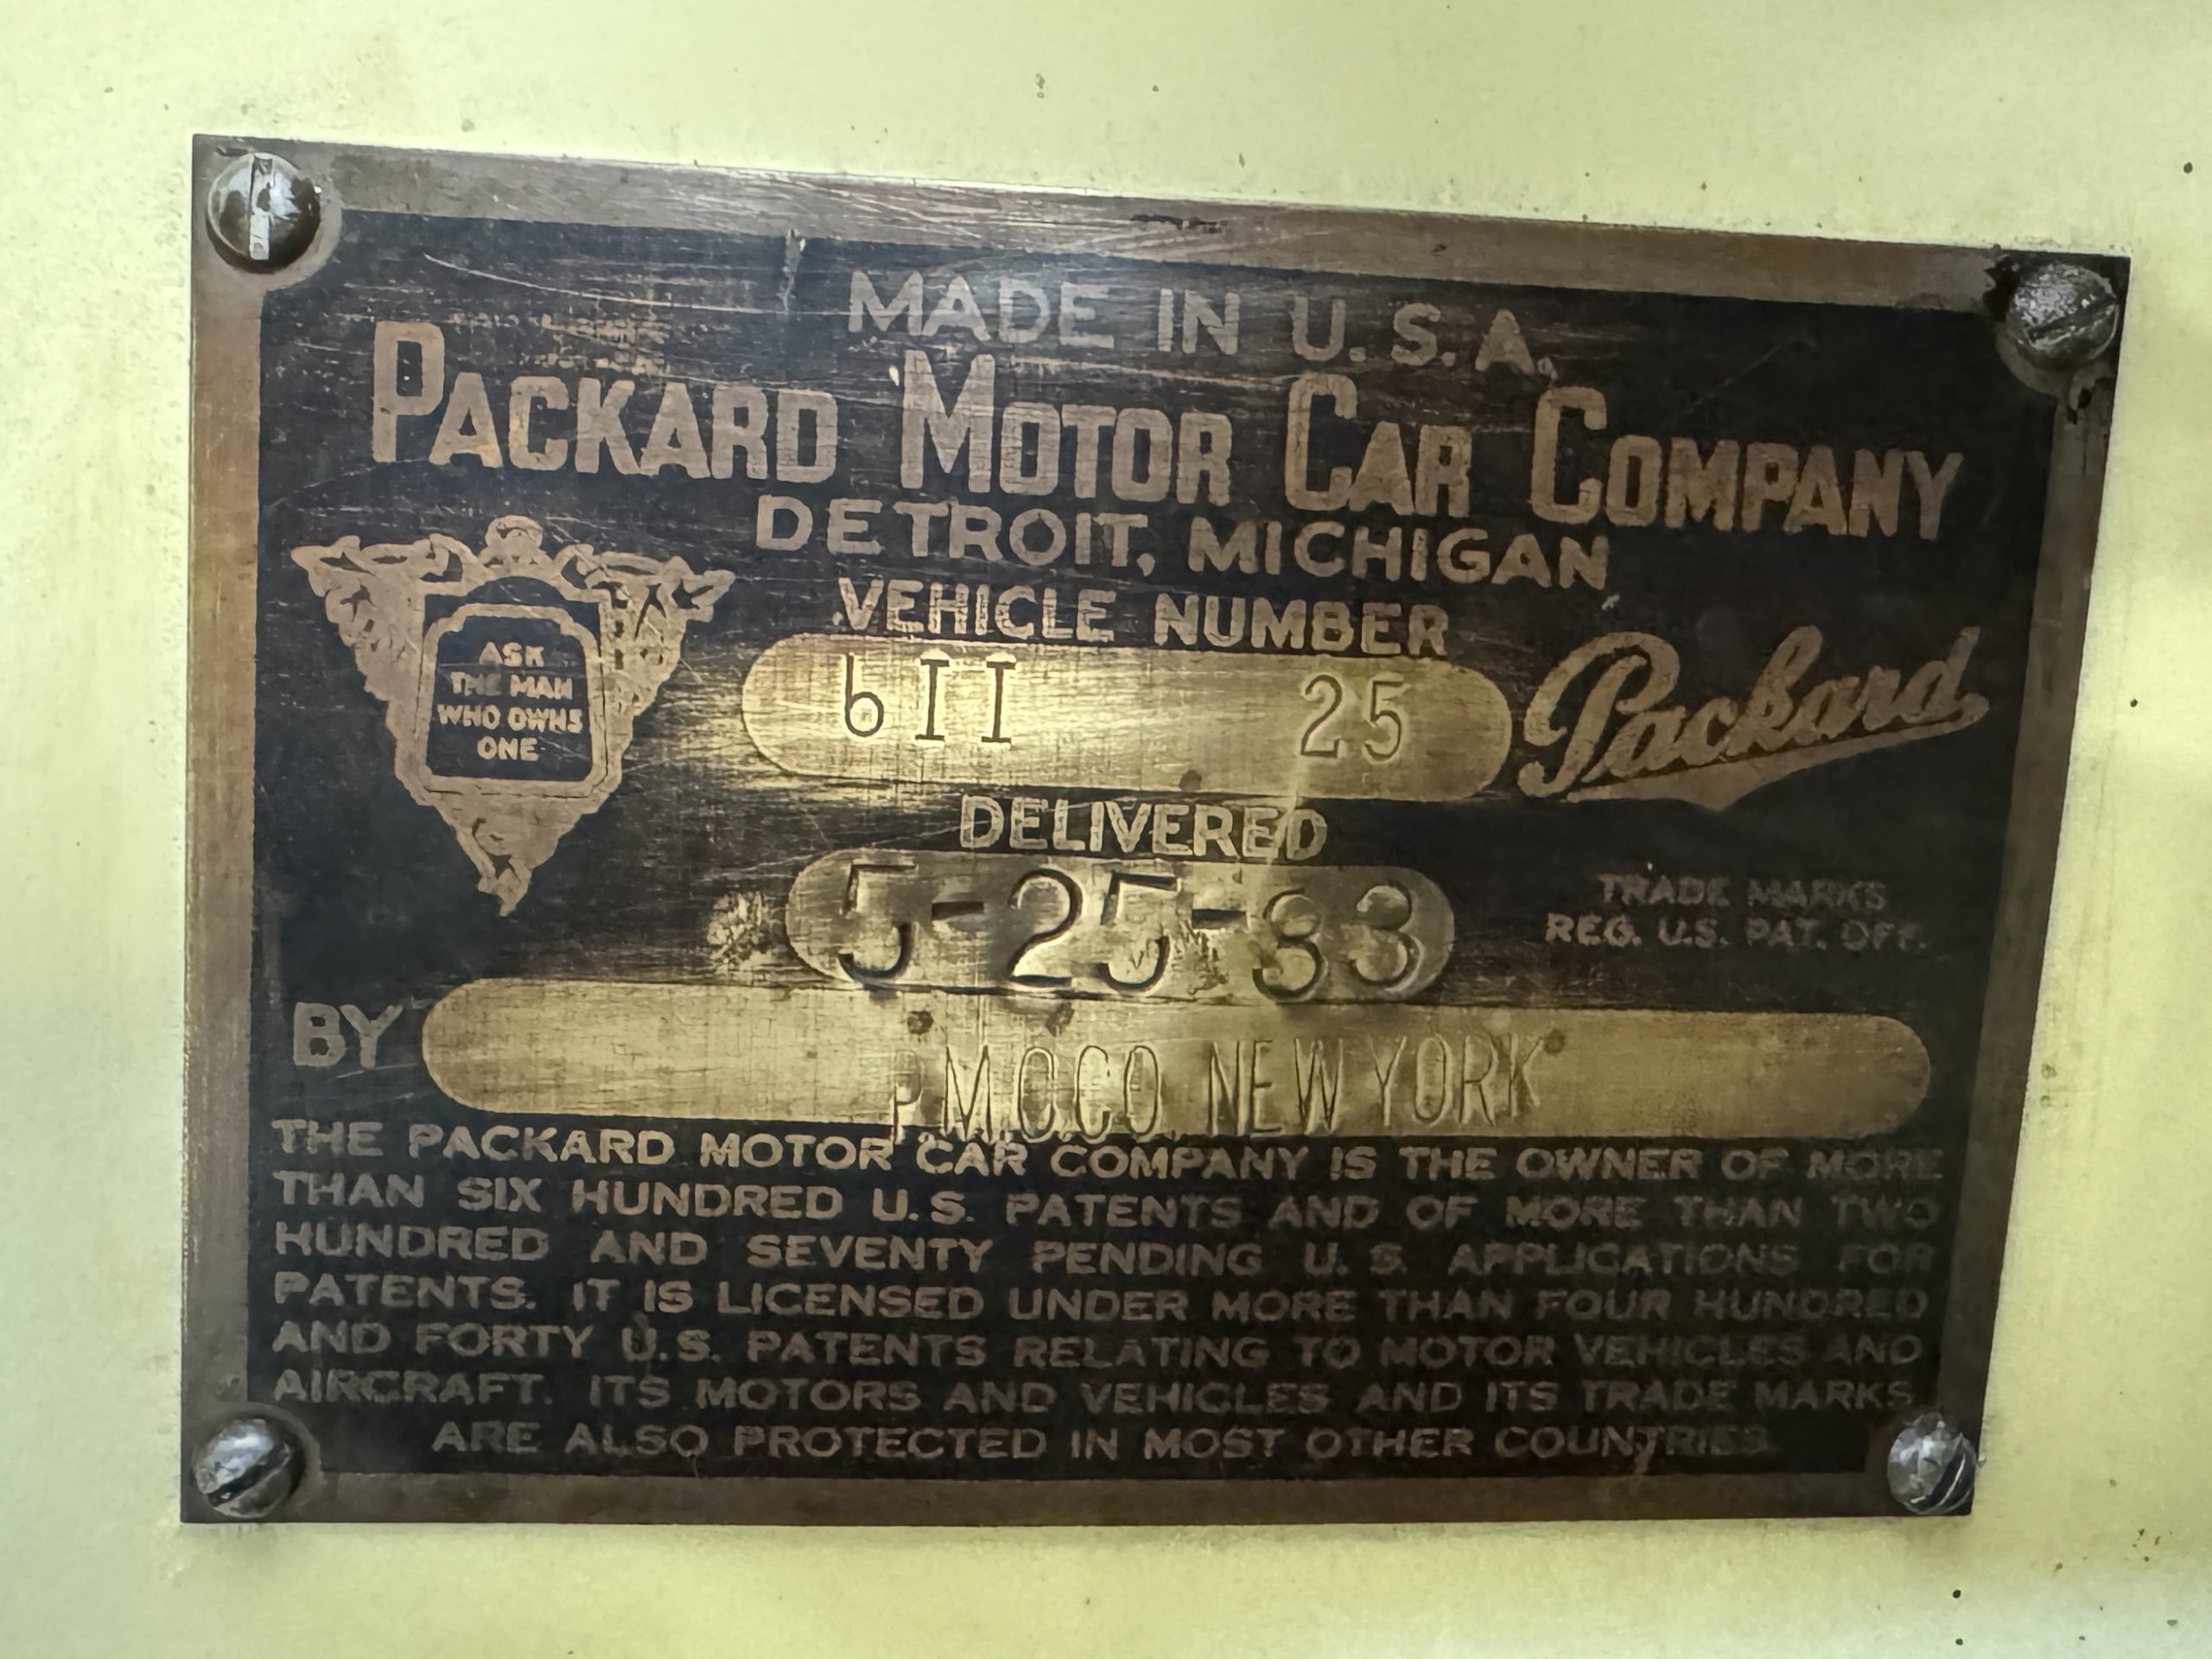 MADE IN U.S.A.
PACKARD MOTOR CAR COMPANY
DETROIT, MICHIGAN
VEHICLE NUMBER
611 25
ASK
THE MAN
WHO OWNS
ONE
Packard
DELIVERED
5-25-33
TRADE MARKS
REG. U.S. PAT. OFF.
BY
PMOCO NEW YORK
THE PACKARD MOTOR CAR COMPANY IS THE OWNER OF MORE
THAN SIX HUNDRED U.S. PATENTS AND OF MORE THAN TWO
HUNDRED AND SEVENTY PENDING U. S. APPLICATIONS FOR
PATENTS. IT IS LICENSED UNDER MORE THAN FOUR HUNDRED
AND FORTY U.S. PATENTS RELATING TO MOTOR VEHICLES AND
AIRCRAFT. ITS MOTORS AND VEHICLES AND ITS TRADE MARKS
ARE ALSO PROTECTED IN MOST OTHER COUNTRIES